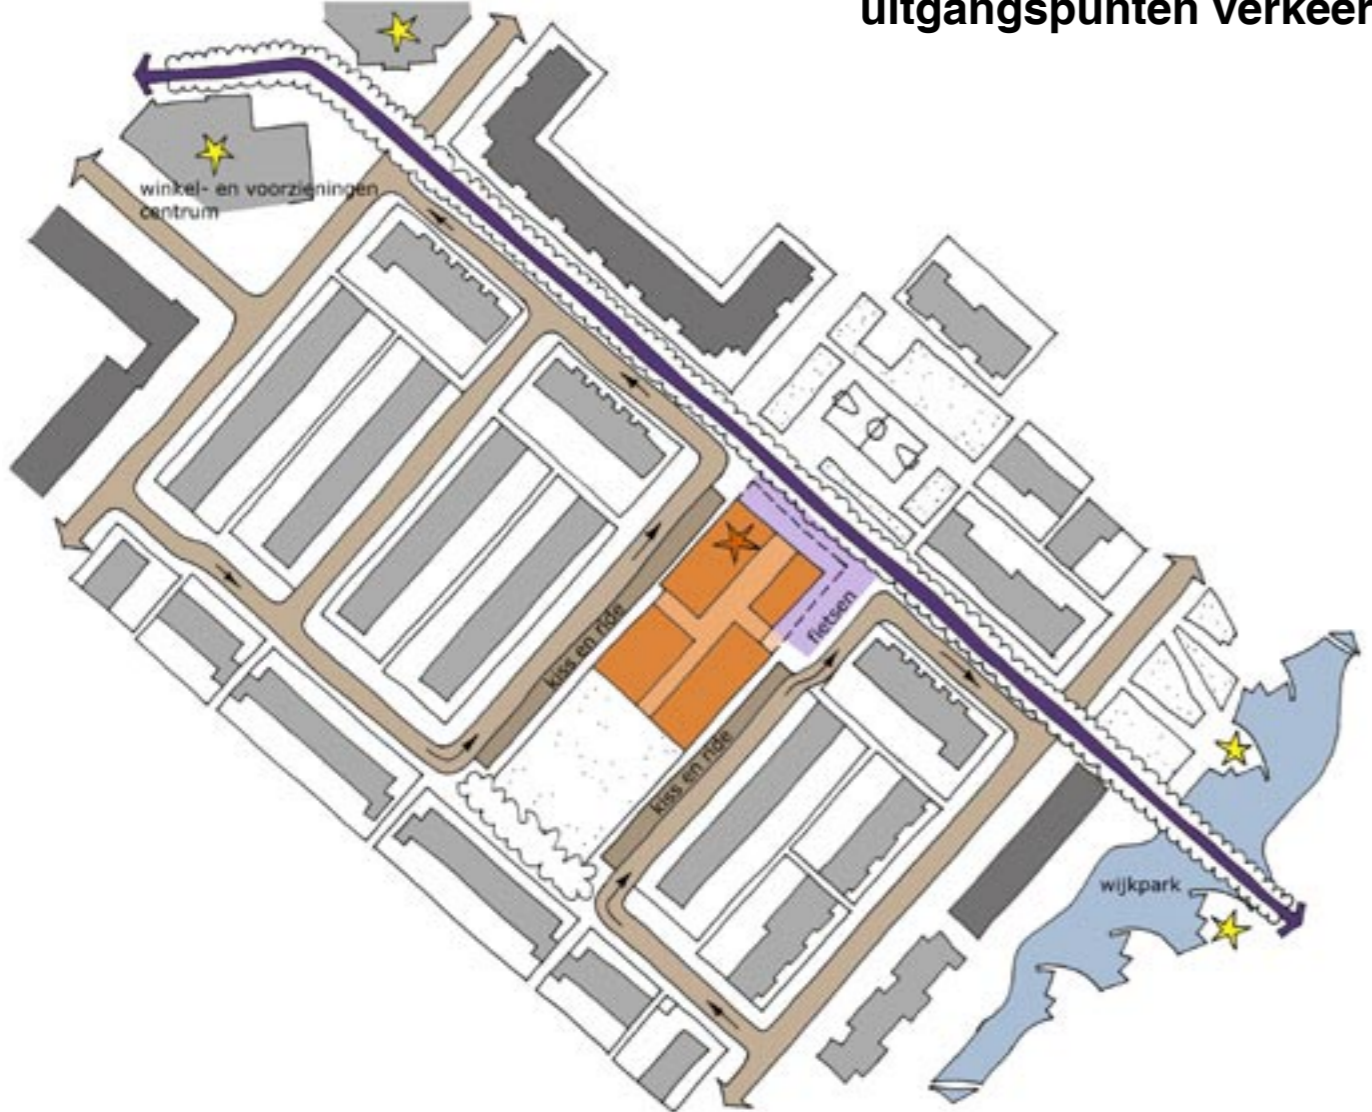 uitgangspunten verkeer
winkel- en voorzieningen
centrum
fietsen
kiss en ride
kiss en ride
wijkpark